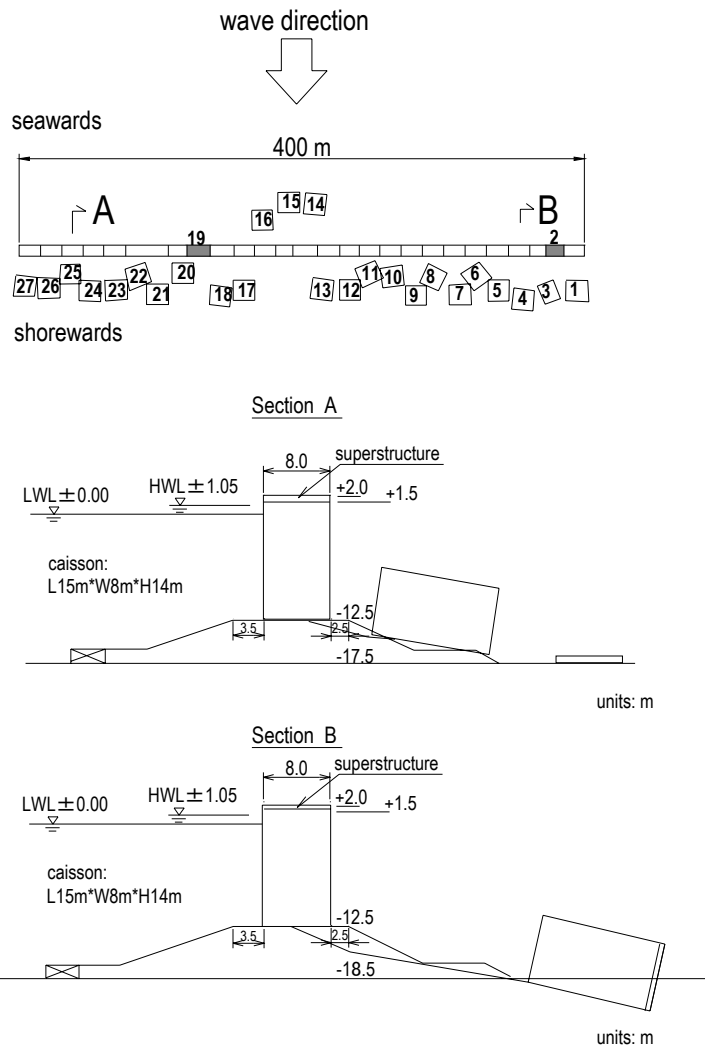 wave direction
seawards
400 m
A
B
15 14
16
19 2
27 26 25 24 23 22 21 20 18 17 13 12 11 10 9 8 7 6 5 4 3 1
shorewards
Section A
superstructure
8.0
LWL±0.00 HWL±1.05 +2.0 +1.5
caisson:
L15m*W8m*H14m
-12.5
3.5 2.5
-17.5
units: m
Section B
superstructure
8.0
LWL±0.00 HWL±1.05 +2.0 +1.5
caisson:
L15m*W8m*H14m
-12.5
3.5 2.5
-18.5
units: m